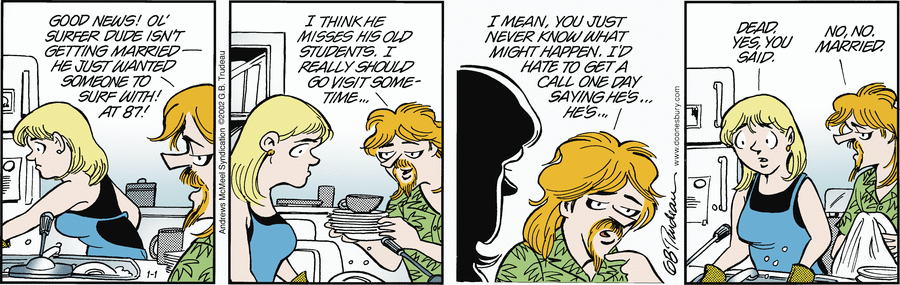 GOOD NEWS! OL'
SURFER DUDE ISN'T
GETTING MARRIED —
HE JUST WANTED
SOMEONE TO
SURF WITH!
AT 87!
1-1
Andrews McMeel Syndication ©2002 G.B. Trudeau
I THINK HE
MISSES HIS OLD
STUDENTS. I
REALLY SHOULD
GO VISIT SOME-
TIME...
I MEAN, YOU JUST
NEVER KNOW WHAT
MIGHT HAPPEN. I'D
HATE TO GET A
CALL ONE DAY
SAYING HE'S...
HE'S...
GBTrudeau
www.doonesbury.com
DEAD.
YES, YOU
SAID.
NO, NO.
MARRIED.